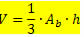 V = 1/3 · A_b · h